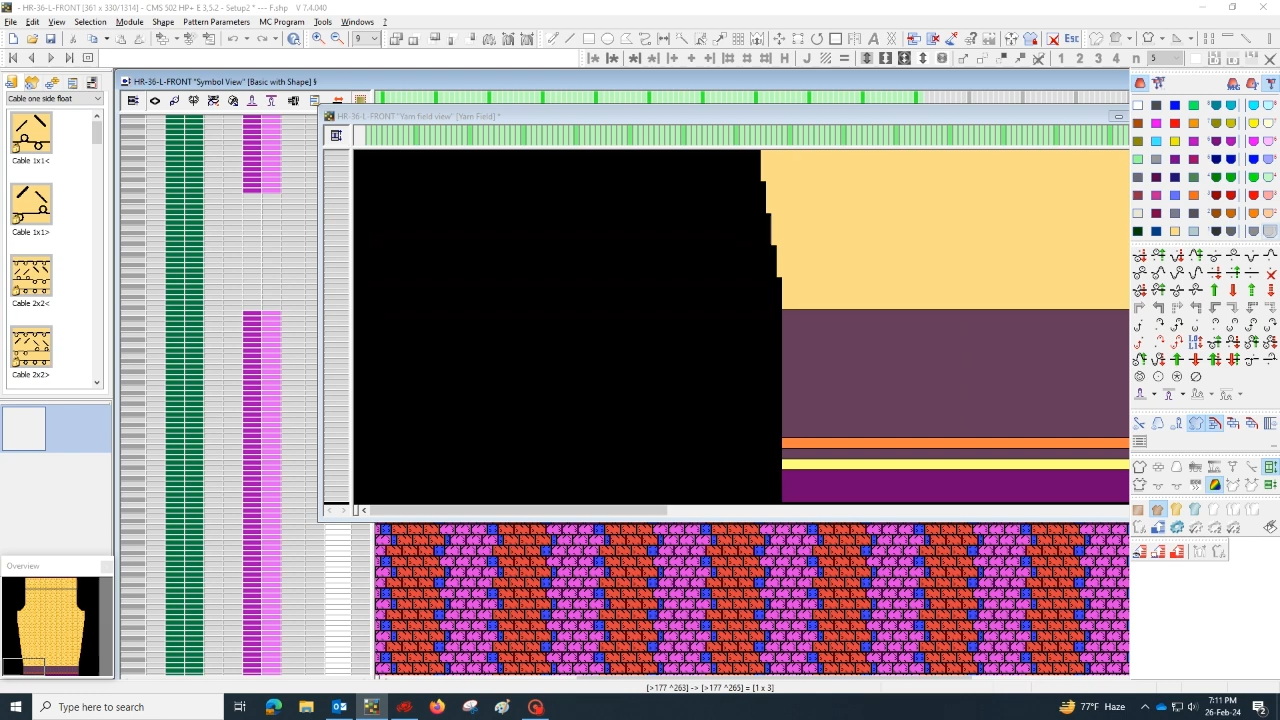 - HR-36-L-FRONT [361 x 330/1314] - CMS 502 HP+ E 3,5.2 - Setup2 * --- F.shp V 7.4.040
File Edit View Selection Module Shape Pattern Parameters MC Program Tools Windows ?
9
Esc
1 2 3 4 n 5
HR-36-L-FRONT "Symbol View" [Basic with Shape] §
Cable one side float
HR-36-L-FRONT "Yarn field view" [Yarn Field] *
Cable 1x1<
Cable 1x1>
Cable 2x2<
Cable 2x2>
Overview
[>177 ^263] -> [>177 ^265] = [1 x 3]
Type here to search
77°F Haze
7:11 PM
26-Feb-24
2